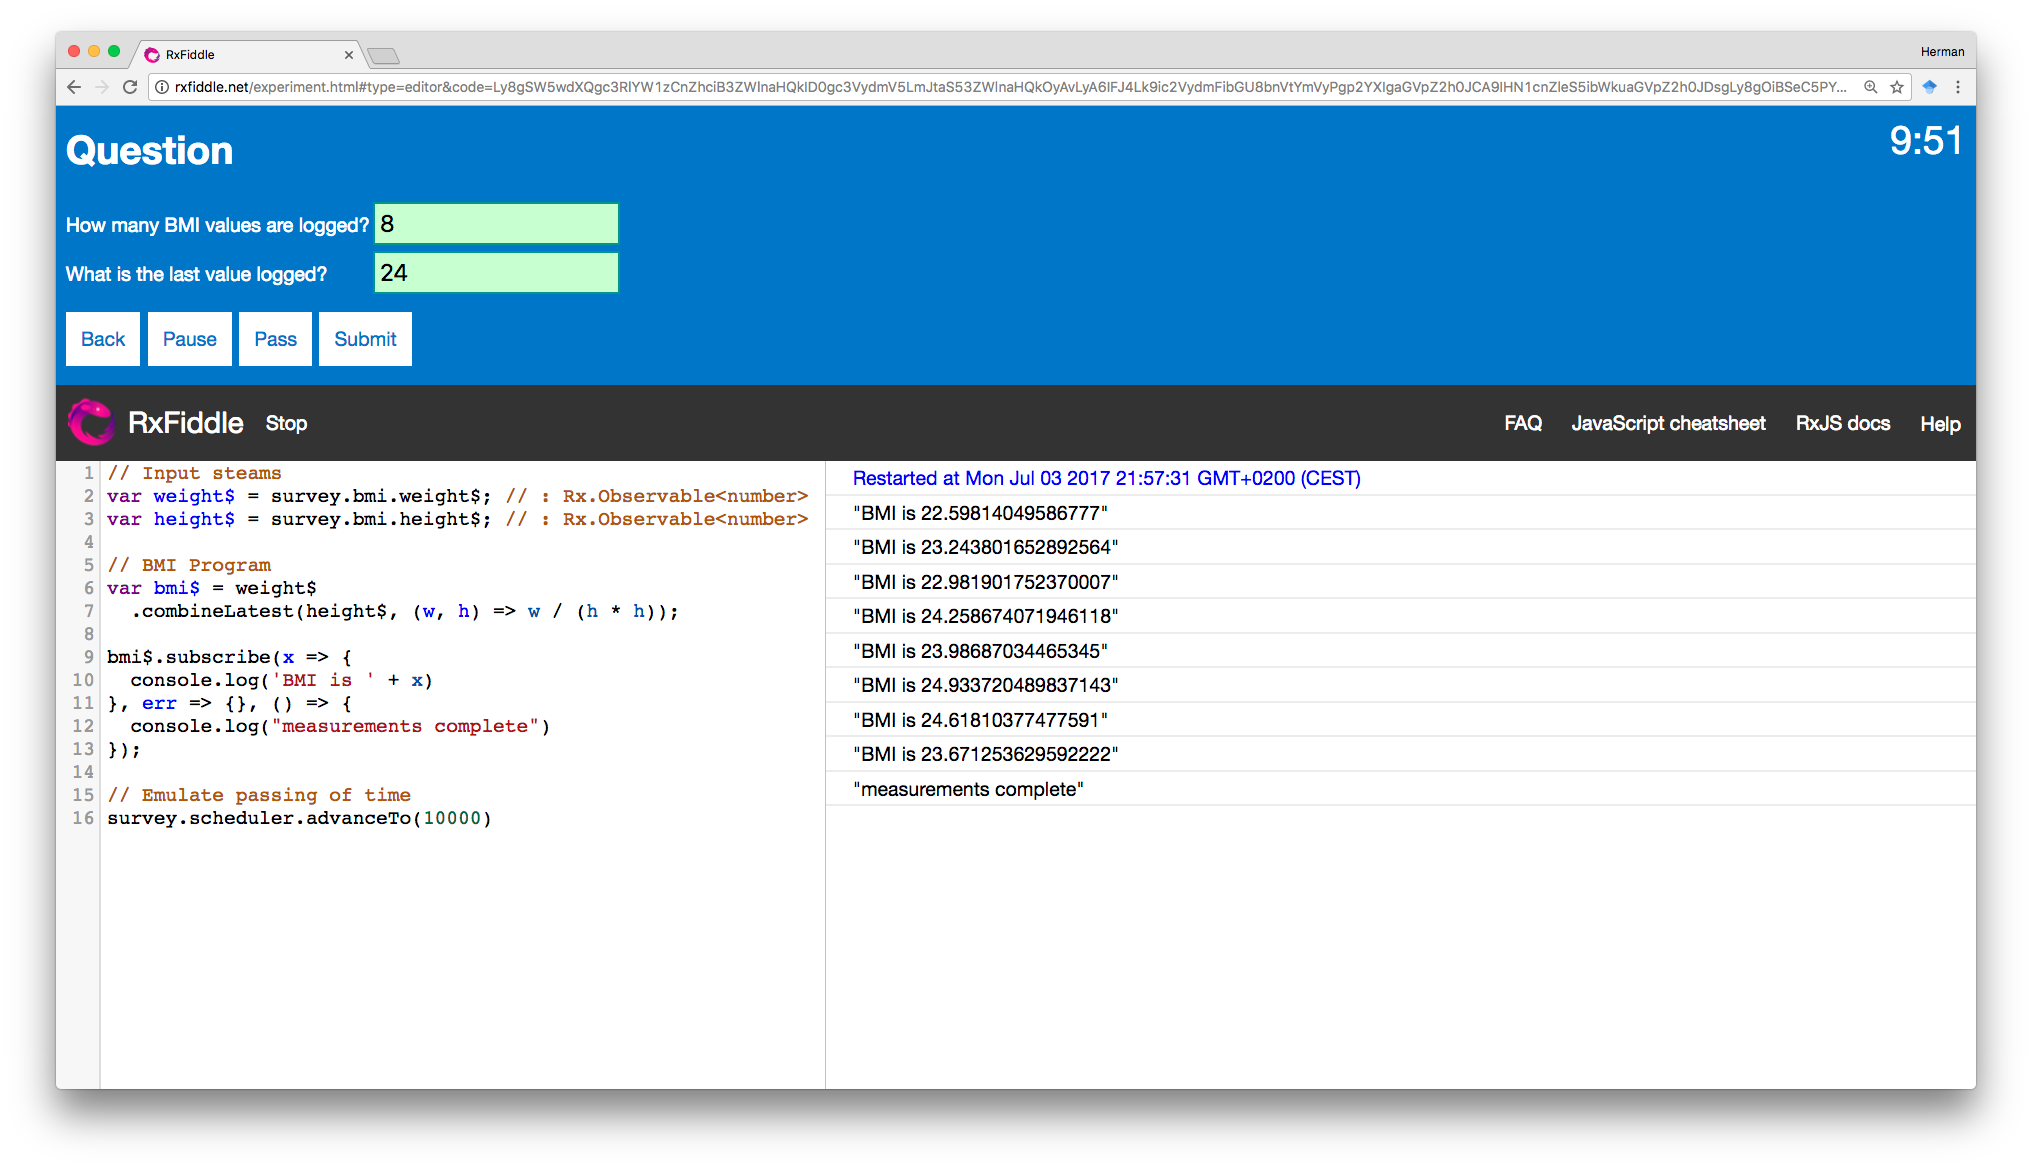 RxFiddle
Herman
rxfiddle.net/experiment.html#type=editor&code=Ly8gSW5wdXQgc3RlYW1zCnZhciB3ZWlnaHQkID0gc3VydmV5LmJtaS53ZWlnaHQkOyAvLyA6IFJ4Lk9ic2VydmFibGU8bnVtYmVyPgp2YXIgaGVpZ2h0JCA9IHN1cnZleS5ibWkuaGVpZ2h0JDsgLy8gOiBSeC5PY...
Question
9:51
How many BMI values are logged? 8
What is the last value logged? 24
Back Pause Pass Submit
RxFiddle Stop FAQ JavaScript cheatsheet RxJS docs Help
1 // Input steams
2 var weight$ = survey.bmi.weight$; // : Rx.Observable<number>
3 var height$ = survey.bmi.height$; // : Rx.Observable<number>
4
5 // BMI Program
6 var bmi$ = weight$
7 .combineLatest(height$, (w, h) => w / (h * h));
8
9 bmi$.subscribe(x => {
10 console.log('BMI is ' + x)
11 }, err => {}, () => {
12 console.log("measurements complete")
13 });
14
15 // Emulate passing of time
16 survey.scheduler.advanceTo(10000)
Restarted at Mon Jul 03 2017 21:57:31 GMT+0200 (CEST)
"BMI is 22.59814049586777"
"BMI is 23.243801652892564"
"BMI is 22.981901752370007"
"BMI is 24.258674071946118"
"BMI is 23.98687034465345"
"BMI is 24.933720489837143"
"BMI is 24.61810377477591"
"BMI is 23.671253629592222"
"measurements complete"